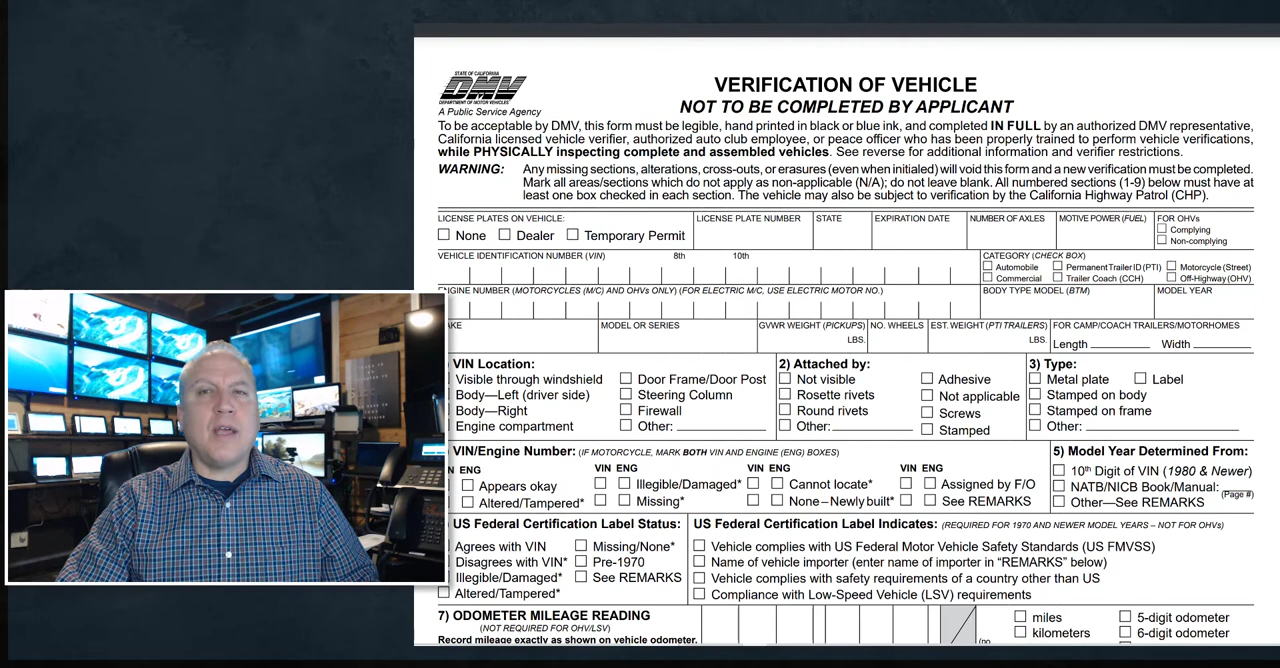 STATE OF CALIFORNIA
DMV
DEPARTMENT OF MOTOR VEHICLES
A Public Service Agency
VERIFICATION OF VEHICLE
NOT TO BE COMPLETED BY APPLICANT
To be acceptable by DMV, this form must be legible, hand printed in black or blue ink, and completed IN FULL by an authorized DMV representative,
California licensed vehicle verifier, authorized auto club employee, or peace officer who has been properly trained to perform vehicle verifications,
while PHYSICALLY inspecting complete and assembled vehicles. See reverse for additional information and verifier restrictions.
WARNING: Any missing sections, alterations, cross-outs, or erasures (even when initialed) will void this form and a new verification must be completed.
Mark all areas/sections which do not apply as non-applicable (N/A); do not leave blank. All numbered sections (1-9) below must have at
least one box checked in each section. The vehicle may also be subject to verification by the California Highway Patrol (CHP).
LICENSE PLATES ON VEHICLE: LICENSE PLATE NUMBER STATE EXPIRATION DATE NUMBER OF AXLES MOTIVE POWER (FUEL) FOR OHVs
None Dealer Temporary Permit Complying
Non-complying
VEHICLE IDENTIFICATION NUMBER (VIN) 8th 10th CATEGORY (CHECK BOX)
Automobile Permanent Trailer ID (PTI) Motorcycle (Street)
Commercial Trailer Coach (CCH) Off-Highway (OHV)
ENGINE NUMBER (MOTORCYCLES (M/C) AND OHVs ONLY) (FOR ELECTRIC M/C, USE ELECTRIC MOTOR NO.) BODY TYPE MODEL (BTM) MODEL YEAR
AKE MODEL OR SERIES GVWR WEIGHT (PICKUPS) NO. WHEELS EST. WEIGHT (PTI TRAILERS) FOR CAMP/COACH TRAILERS/MOTORHOMES
LBS. LBS. Length Width
VIN Location: 2) Attached by: 3) Type:
Visible through windshield Door Frame/Door Post Not visible Adhesive Metal plate Label
Body—Left (driver side) Steering Column Rosette rivets Not applicable Stamped on body
Body—Right Firewall Round rivets Screws Stamped on frame
Engine compartment Other: Other: Stamped Other:
VIN/Engine Number: (IF MOTORCYCLE, MARK BOTH VIN AND ENGINE (ENG) BOXES) 5) Model Year Determined From:
N ENG VIN ENG VIN ENG VIN ENG 10th Digit of VIN (1980 & Newer)
Appears okay Illegible/Damaged* Cannot locate* Assigned by F/O NATB/NICB Book/Manual:
(Page #)
Altered/Tampered* Missing* None – Newly built* See REMARKS Other—See REMARKS
US Federal Certification Label Status: US Federal Certification Label Indicates: (REQUIRED FOR 1970 AND NEWER MODEL YEARS – NOT FOR OHVs)
Agrees with VIN Missing/None* Vehicle complies with US Federal Motor Vehicle Safety Standards (US FMVSS)
Disagrees with VIN* Pre-1970 Name of vehicle importer (enter name of importer in “REMARKS” below)
Illegible/Damaged* See REMARKS Vehicle complies with safety requirements of a country other than US
Altered/Tampered* Compliance with Low-Speed Vehicle (LSV) requirements
7) ODOMETER MILEAGE READING miles 5-digit odometer
(NOT REQUIRED FOR OHV/LSV) kilometers 6-digit odometer
Record mileage exactly as shown on vehicle odometer. (no